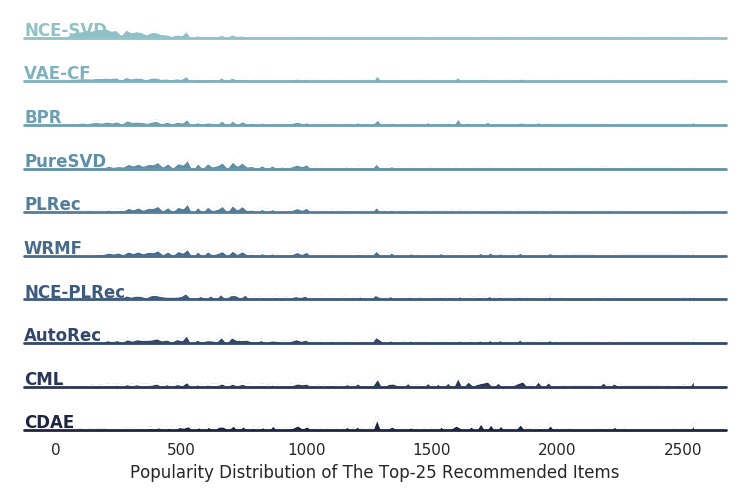 NCE-SVD
VAE-CF
BPR
PureSVD
PLRec
WRMF
NCE-PLRec
AutoRec
CML
CDAE
0 500 1000 1500 2000 2500
Popularity Distribution of The Top-25 Recommended Items